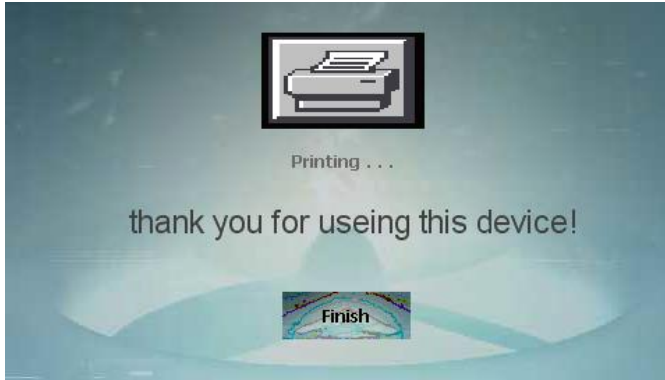 Printing . . .
thank you for useing this device!
Finish